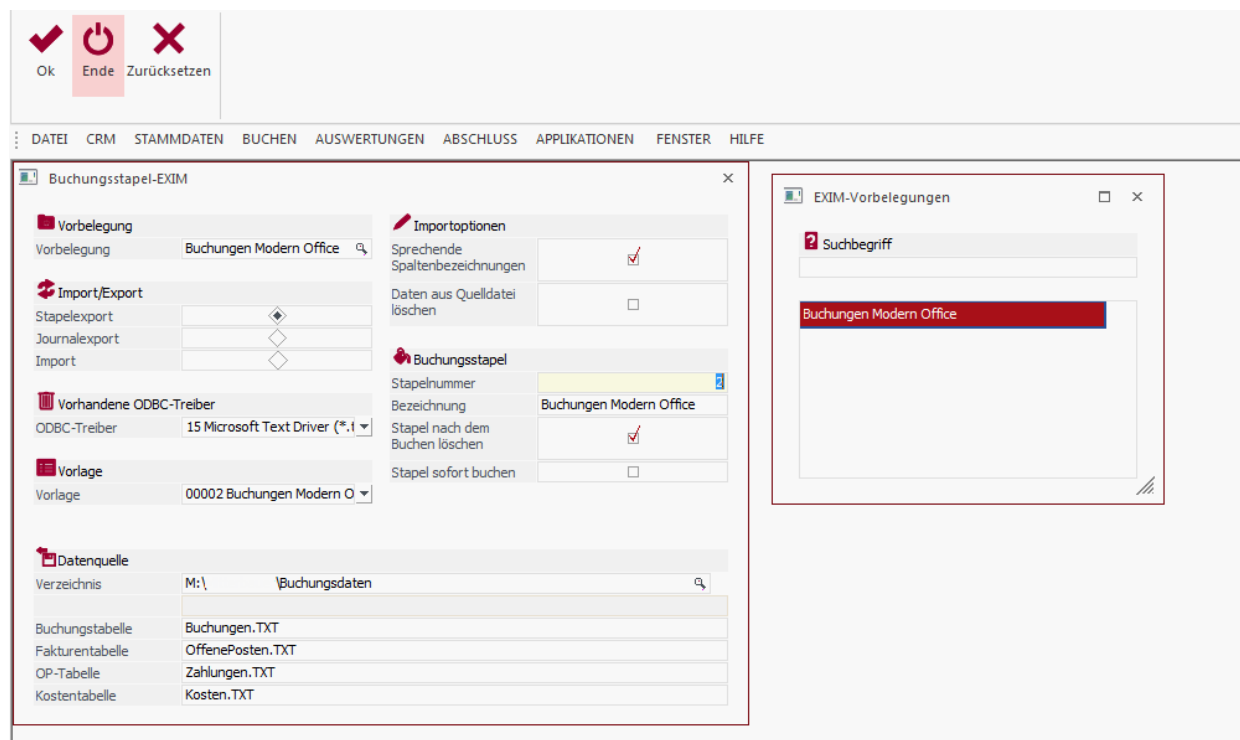 Ok Ende Zurücksetzen
DATEI CRM STAMMDATEN BUCHEN AUSWERTUNGEN ABSCHLUSS APPLIKATIONEN FENSTER HILFE
Buchungsstapel-EXIM
Vorbelegung
Vorbelegung Buchungen Modern Office
Import/Export
Stapelexport
Journalexport
Import
Vorhandene ODBC-Treiber
ODBC-Treiber 15 Microsoft Text Driver (*.t
Vorlage
Vorlage 00002 Buchungen Modern O
Importoptionen
Sprechende
Spaltenbezeichnungen
Daten aus Quelldatei
löschen
Buchungsstapel
Stapelnummer 2
Bezeichnung Buchungen Modern Office
Stapel nach dem
Buchen löschen
Stapel sofort buchen
Datenquelle
Verzeichnis M:\ \Buchungsdaten
Buchungstabelle Buchungen.TXT
Fakturentabelle OffenePosten.TXT
OP-Tabelle Zahlungen.TXT
Kostentabelle Kosten.TXT
EXIM-Vorbelegungen
Suchbegriff
Buchungen Modern Office